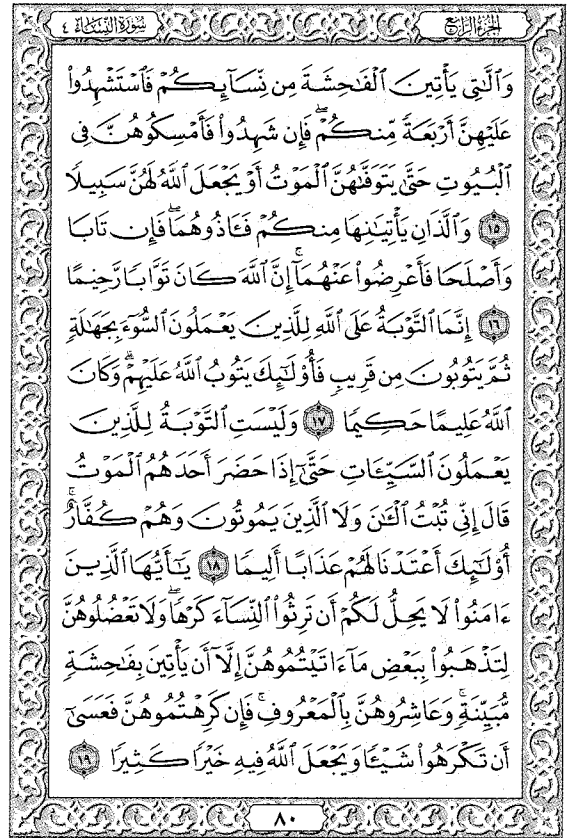 سورة النساء ٤
الجزء الرابع
وَٱلَّٰتِى يَأۡتِينَ ٱلۡفَٰحِشَةَ مِن نِّسَآئِكُمۡ فَٱسۡتَشۡهِدُواْ
عَلَيۡهِنَّ أَرۡبَعَةٗ مِّنكُمۡۖ فَإِن شَهِدُواْ فَأَمۡسِكُوهُنَّ فِى
ٱلۡبُيُوتِ حَتَّىٰ يَتَوَفَّىٰهُنَّ ٱلۡمَوۡتُ أَوۡ يَجۡعَلَ ٱللَّهُ لَهُنَّ سَبِيلٗا
١٥ وَٱلَّذَانِ يَأۡتِيَٰنِهَا مِنكُمۡ فَـَٔاذُوهُمَاۖ فَإِن تَابَا
وَأَصۡلَحَا فَأَعۡرِضُواْ عَنۡهُمَآۗ إِنَّ ٱللَّهَ كَانَ تَوَّابٗا رَّحِيمًا
١٦ إِنَّمَا ٱلتَّوۡبَةُ عَلَى ٱللَّهِ لِلَّذِينَ يَعۡمَلُونَ ٱلسُّوٓءَ بِجَهَٰلَةٖ
ثُمَّ يَتُوبُونَ مِن قَرِيبٖ فَأُوْلَٰٓئِكَ يَتُوبُ ٱللَّهُ عَلَيۡهِمۡۗ وَكَانَ
ٱللَّهُ عَلِيمًا حَكِيمٗا ١٧ وَلَيۡسَتِ ٱلتَّوۡبَةُ لِلَّذِينَ
يَعۡمَلُونَ ٱلسَّيِّـَٔاتِ حَتَّىٰٓ إِذَا حَضَرَ أَحَدَهُمُ ٱلۡمَوۡتُ
قَالَ إِنِّى تُبۡتُ ٱلۡـَٰٔنَ وَلَا ٱلَّذِينَ يَمُوتُونَ وَهُمۡ كُفَّارٌۚ
أُوْلَٰٓئِكَ أَعۡتَدۡنَا لَهُمۡ عَذَابًا أَلِيمٗا ١٨ يَٰٓأَيُّهَا ٱلَّذِينَ
ءَامَنُواْ لَا يَحِلُّ لَكُمۡ أَن تَرِثُواْ ٱلنِّسَآءَ كَرۡهٗاۖ وَلَا تَعۡضُلُوهُنَّ
لِتَذۡهَبُواْ بِبَعۡضِ مَآ ءَاتَيۡتُمُوهُنَّ إِلَّآ أَن يَأۡتِينَ بِفَٰحِشَةٖ
مُّبَيِّنَةٖۚ وَعَاشِرُوهُنَّ بِٱلۡمَعۡرُوفِۚ فَإِن كَرِهۡتُمُوهُنَّ فَعَسَىٰٓ
أَن تَكۡرَهُواْ شَيۡـٔٗا وَيَجۡعَلَ ٱللَّهُ فِيهِ خَيۡرٗا كَثِيرٗا ١٩
٨٠